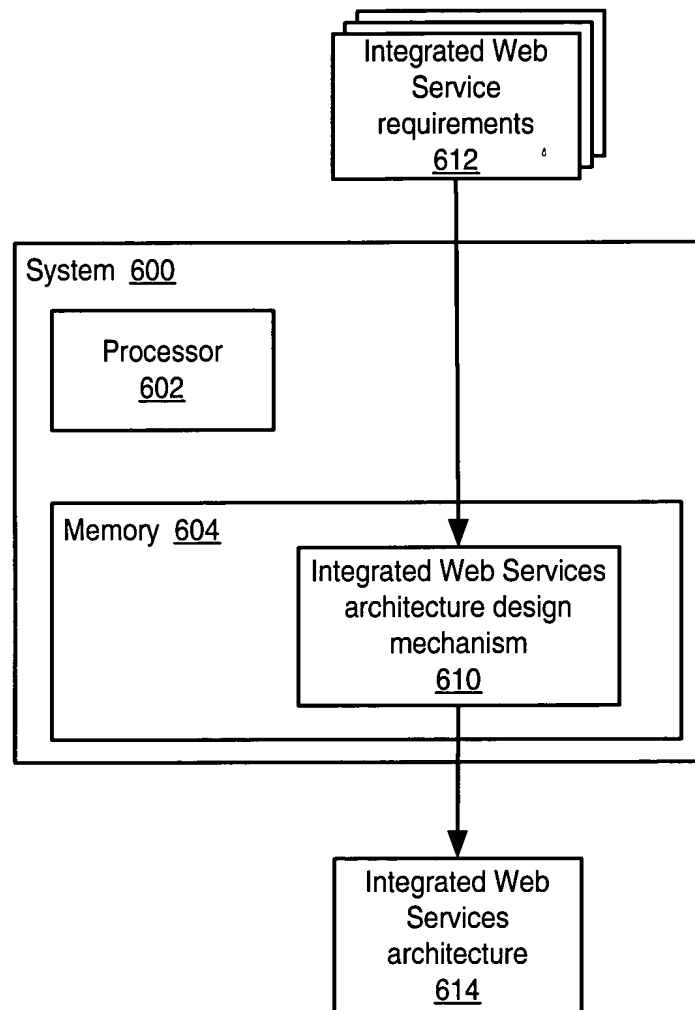 Integrated Web
Service
requirements
612
System 600
Processor
602
Memory 604
Integrated Web Services
architecture design
mechanism
610
Integrated Web
Services
architecture
614